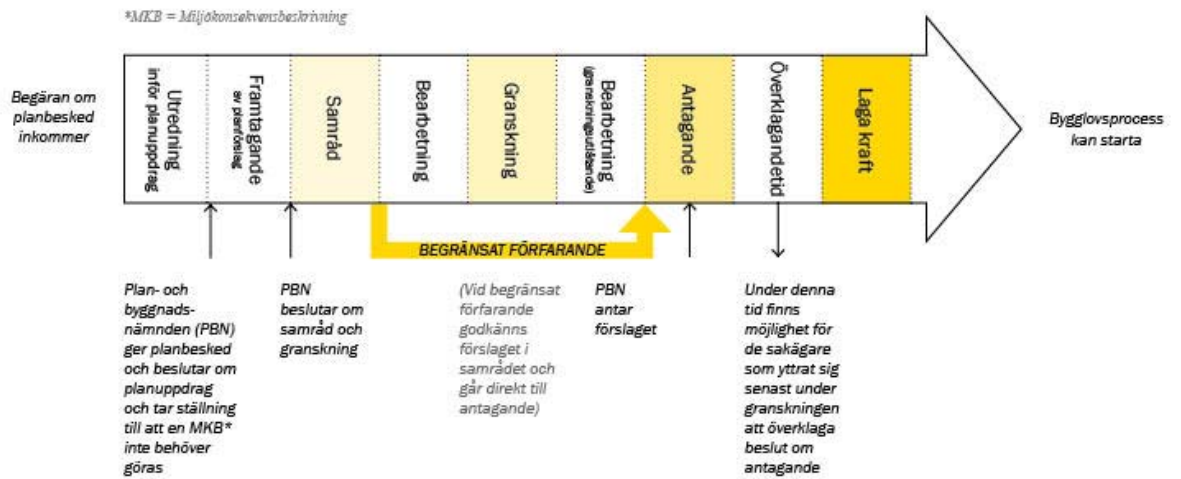 *MKB = Miljökonsekvensbeskrivning
Begäran om
planbesked
inkommer
Utredning
inför planuppdrag
Framtagande
av planförslag
Samråd
Bearbetning
Granskning
Bearbetning
(granskningsutlåtande)
Antagande
Överklagandetid
Laga kraft
Bygglovsprocess
kan starta
BEGRÄNSAT FÖRFARANDE
Plan- och
byggnads-
nämnden (PBN)
ger planbesked
och beslutar om
planuppdrag
och tar ställning
till att en MKB*
inte behöver
göras
PBN
beslutar om
samråd och
granskning
(Vid begränsat
förfarande
godkänns
förslaget i
samrådet och
går direkt till
antagande)
PBN
antar
förslaget
Under denna
tid finns
möjlighet för
de sakägare
som yttrat sig
senast under
granskningen
att överklaga
beslut om
antagande